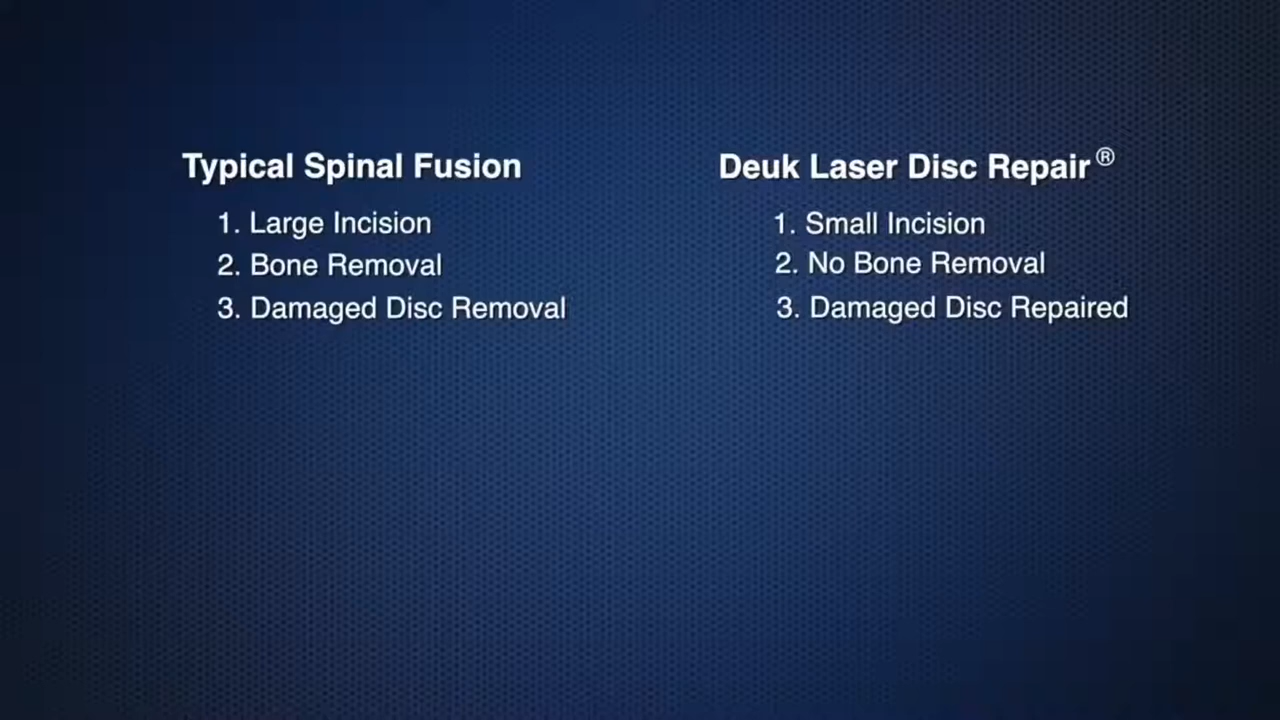 Typical Spinal Fusion
1. Large Incision
2. Bone Removal
3. Damaged Disc Removal
Deuk Laser Disc Repair®
1. Small Incision
2. No Bone Removal
3. Damaged Disc Repaired